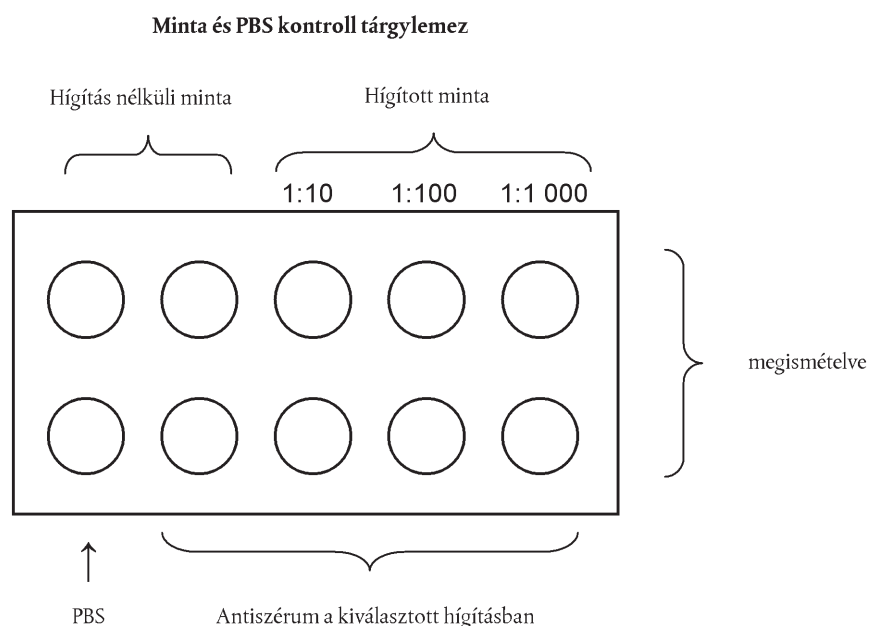 Minta és PBS kontroll tárgylemez
Hígítás nélküli minta
Hígított minta
1:10 1:100 1:1 000
megismételve
PBS
Antiszérum a kiválasztott hígításban